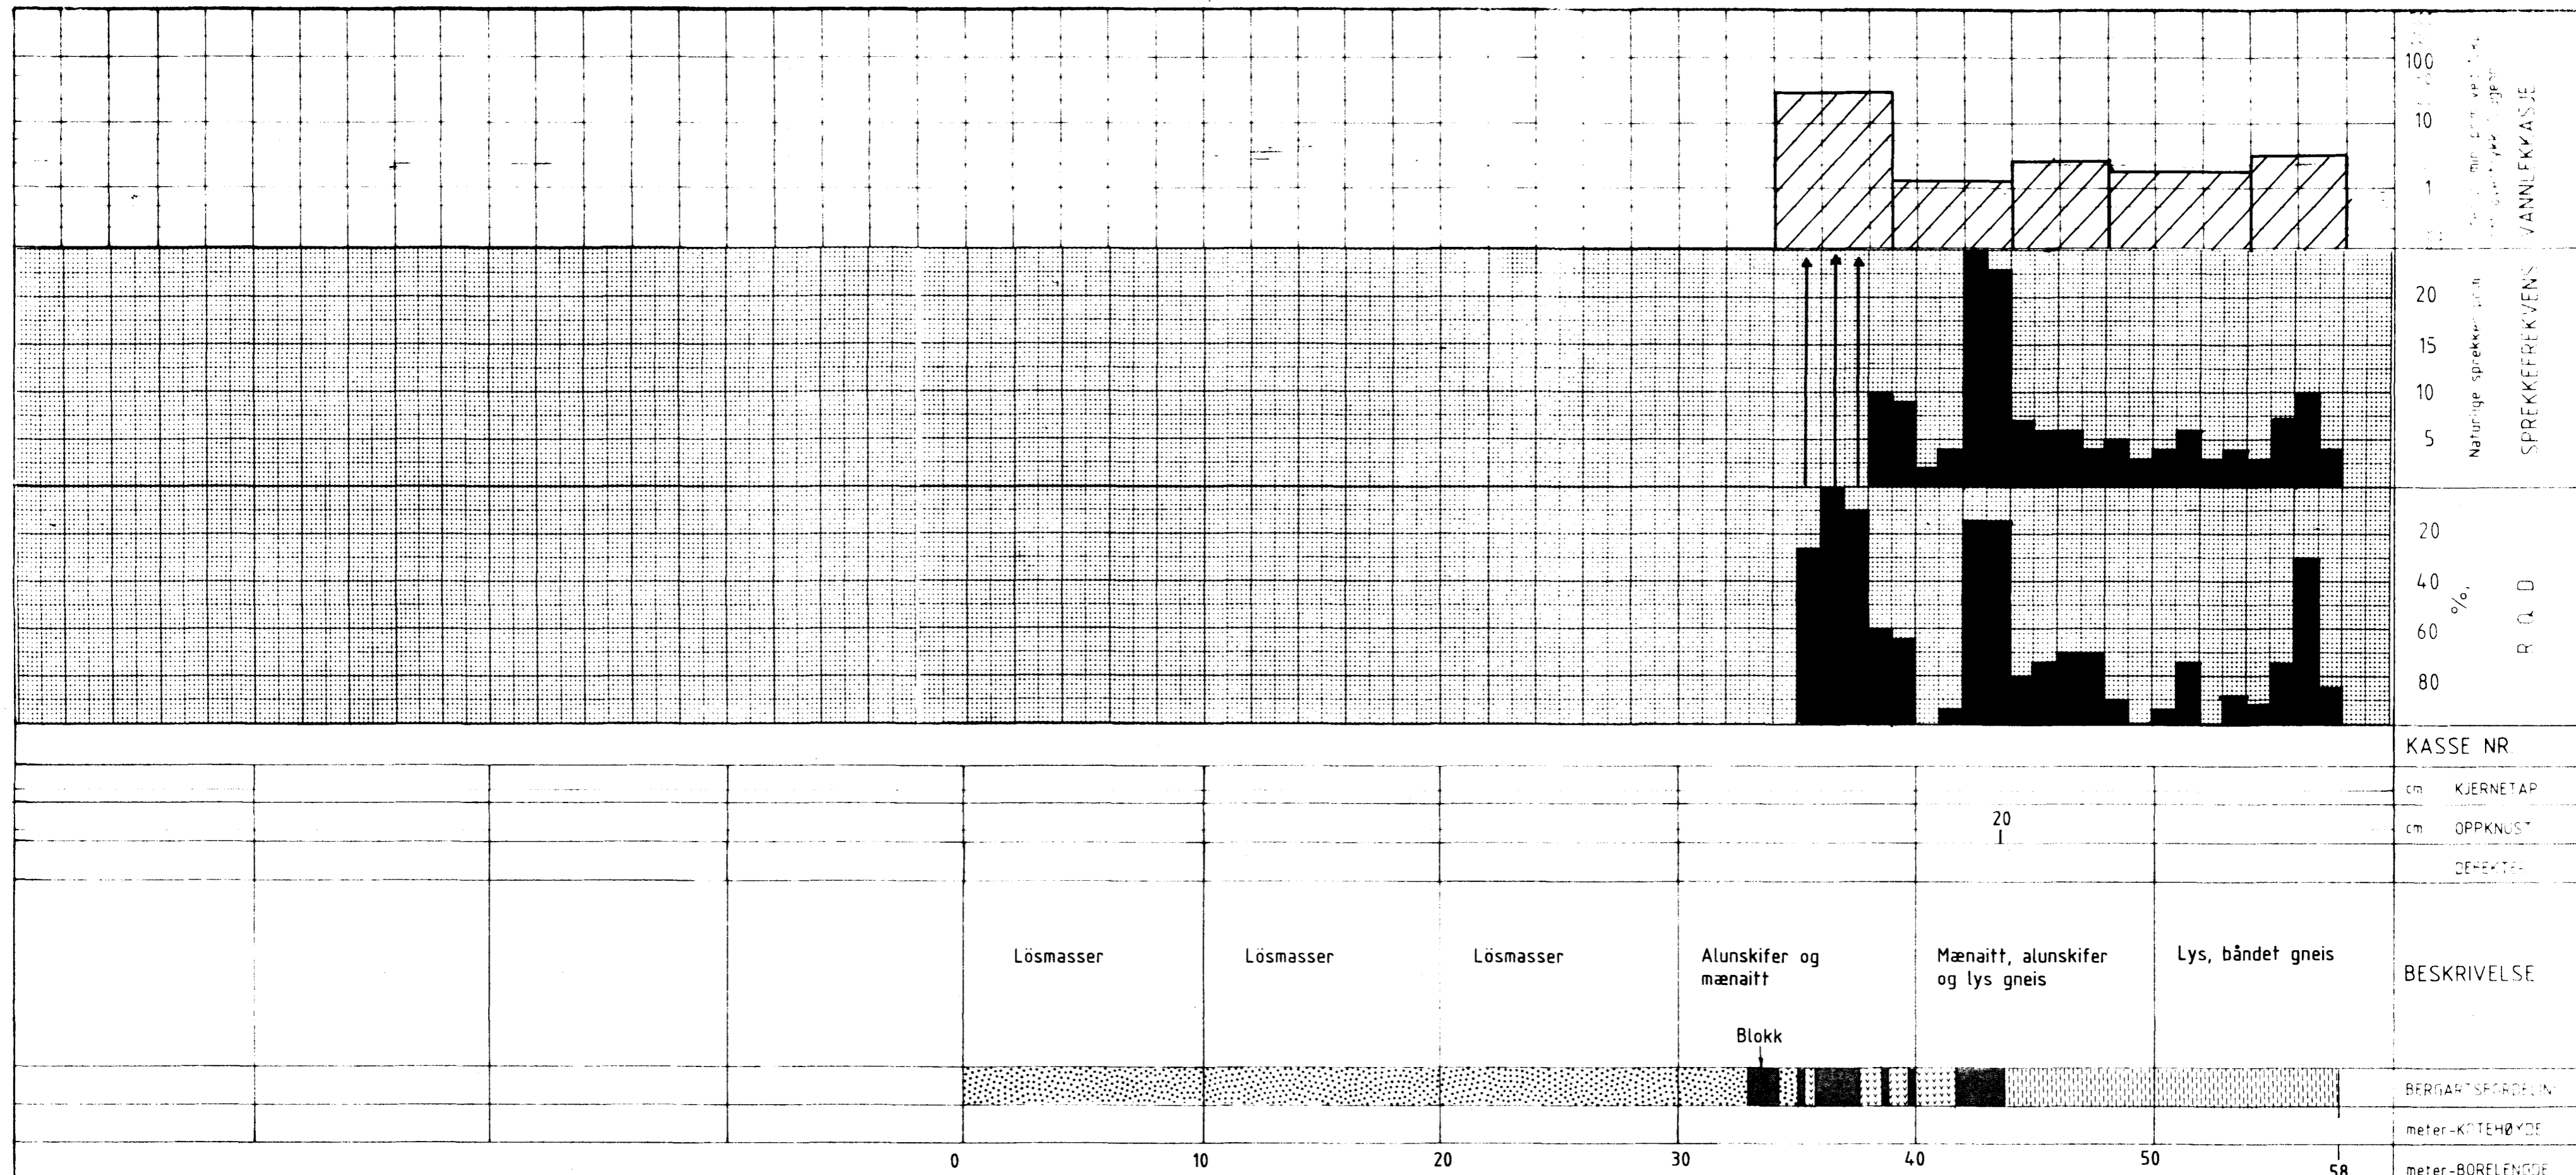 100
10
1
VANNLEKKASJE
20
15
10
5
Naturlige sprekker
SPREKKEFREKVENS
20
40
60
80
%
R Q D
KASSE NR
cm KJERNETAP
20
cm OPPKNUST
DEFEKTER
Lösmasser
Lösmasser
Lösmasser
Alunskifer og
mænaitt
Mænaitt, alunskifer
og lys gneis
Lys, båndet gneis
BESKRIVELSE
Blokk
BERGARTSFORDELIN
meter-KOTEHØYDE
0
10
20
30
40
50
58
meter-BORELENGDE